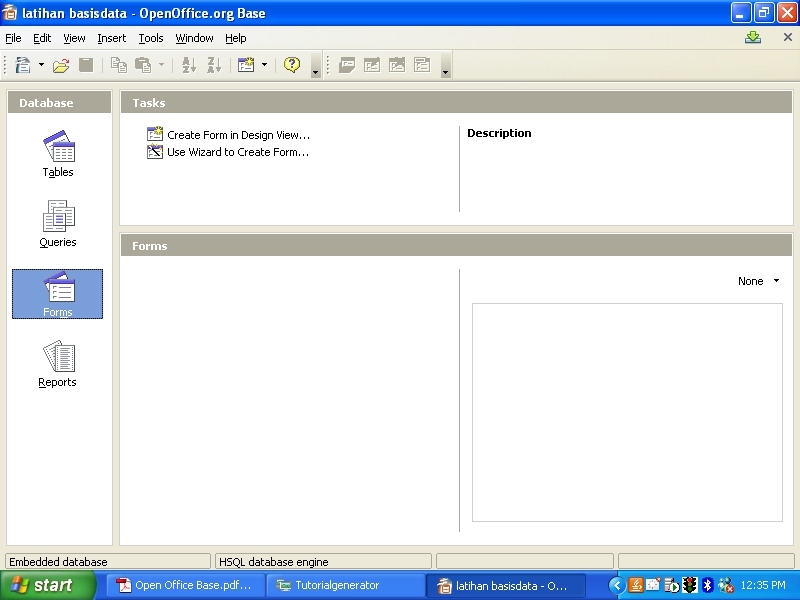 latihan basisdata - OpenOffice.org Base
File Edit View Insert Tools Window Help
Database
Tables
Queries
Forms
Reports
Tasks
Create Form in Design View...
Use Wizard to Create Form...
Description
Forms
None
Embedded database
HSQL database engine
start
Open Office Base.pdf...
Tutorialgenerator
latihan basisdata - O...
12:35 PM